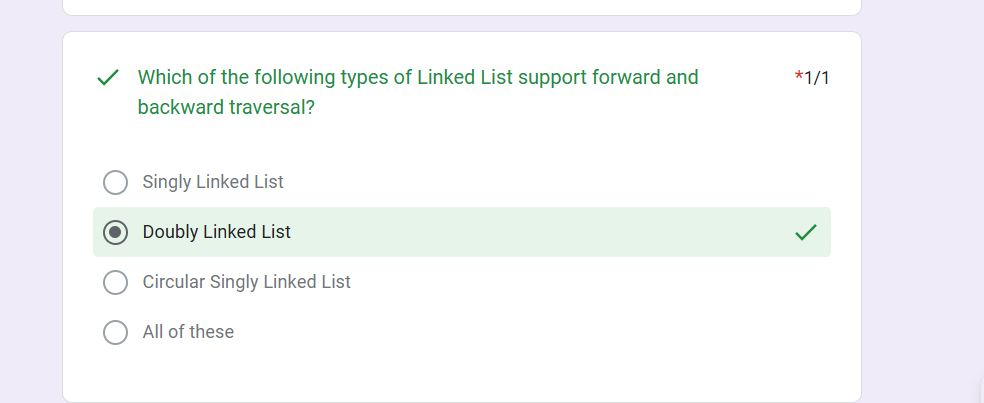 Which of the following types of Linked List support forward and
*1/1
backward traversal?
Singly Linked List
Doubly Linked List
Circular Singly Linked List
All of these